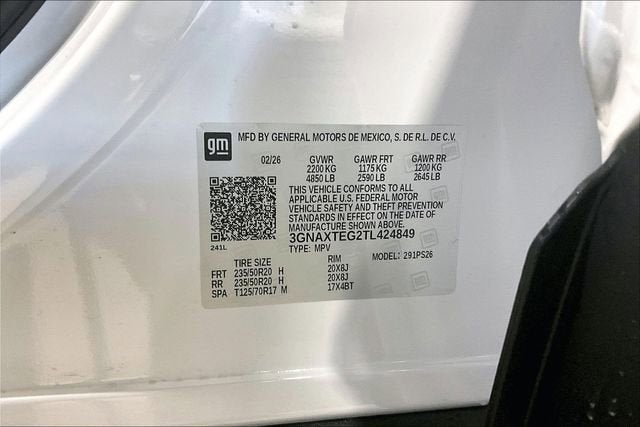 gm
MFD BY GENERAL MOTORS DE MEXICO, S. DE R.L. DE C.V.
02/26 GVWR GAWR FRT GAWR RR
2200 KG 1175 KG 1200 KG
4850 LB 2590 LB 2645 LB
THIS VEHICLE CONFORMS TO ALL
APPLICABLE U.S. FEDERAL MOTOR
VEHICLE SAFETY AND THEFT PREVENTION
STANDARDS IN EFFECT ON THE DATE OF
MANUFACTURE SHOWN ABOVE.
3GNAXTEG2TL424849
241L
TYPE: MPV MODEL: 291PS26
TIRE SIZE RIM
FRT 235/50R20 H 20X8J
RR 235/50R20 H 20X8J
SPA T125/70R17 M 17X4BT